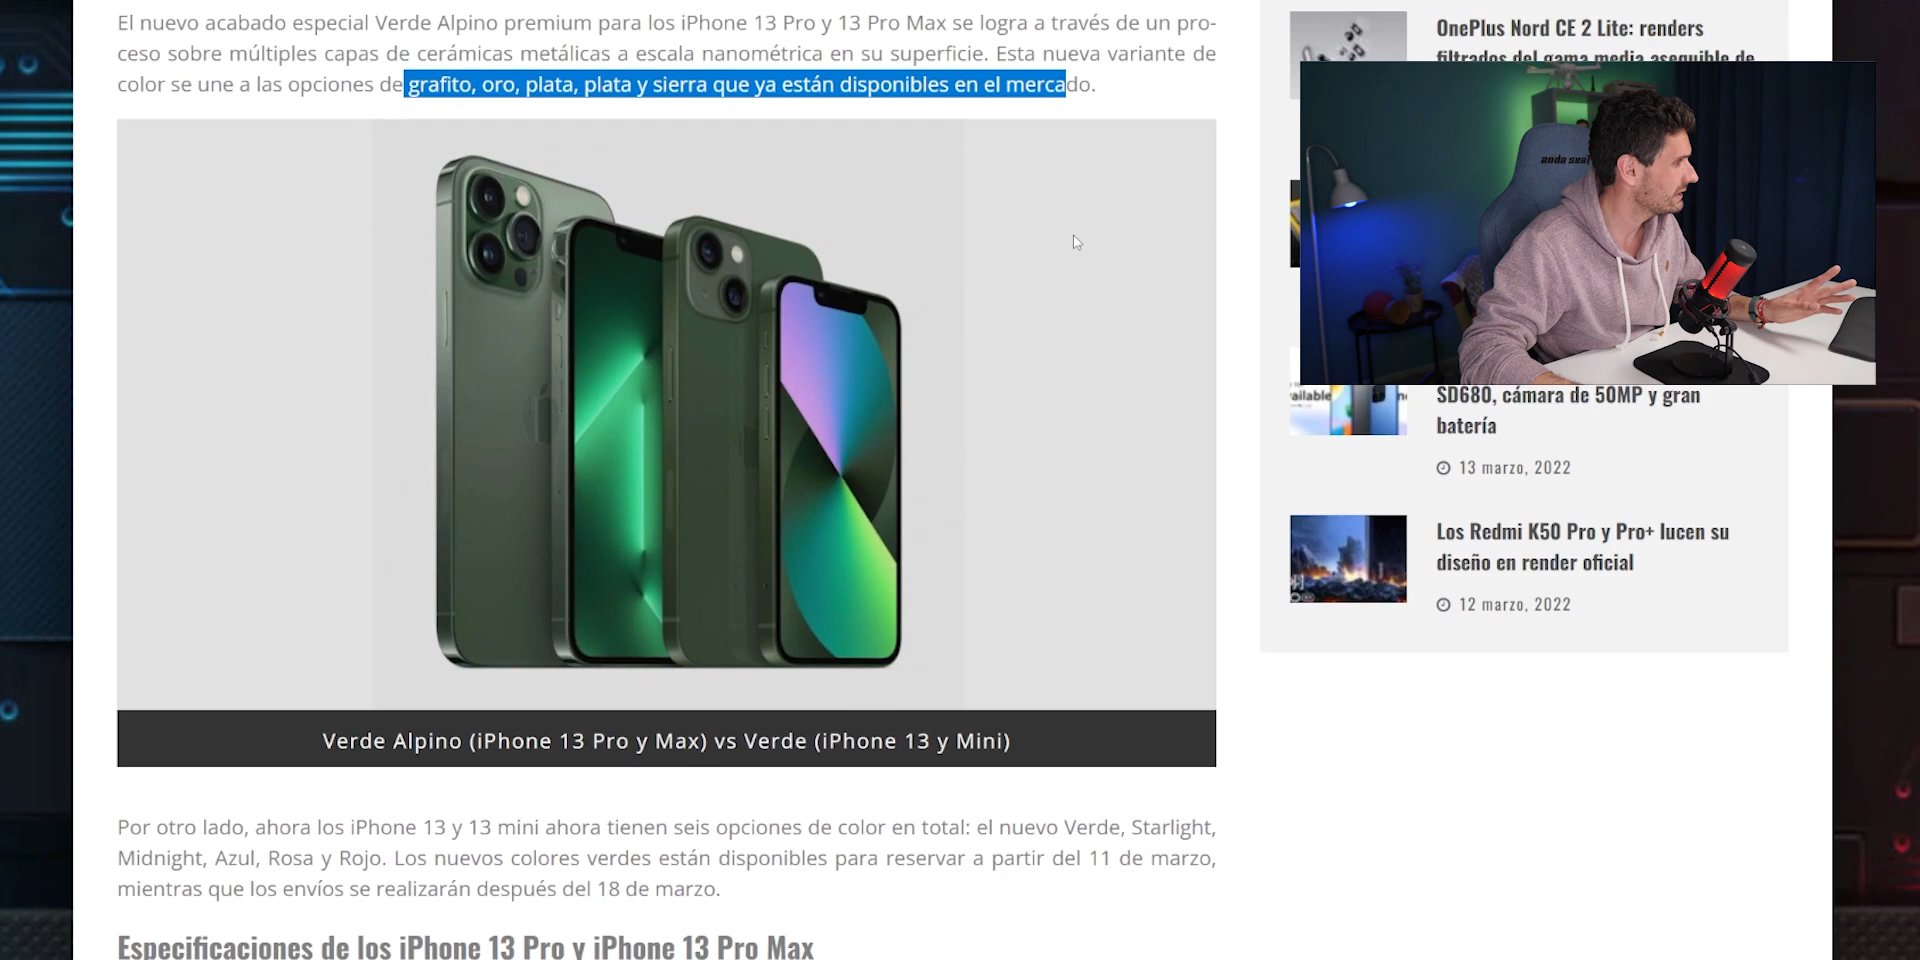 El nuevo acabado especial Verde Alpino premium para los iPhone 13 Pro y 13 Pro Max se logra a través de un pro-
ceso sobre múltiples capas de cerámicas metálicas a escala nanométrica en su superficie. Esta nueva variante de
color se une a las opciones de grafito, oro, plata, plata y sierra que ya están disponibles en el mercado.
Verde Alpino (iPhone 13 Pro y Max) vs Verde (iPhone 13 y Mini)
Por otro lado, ahora los iPhone 13 y 13 mini ahora tienen seis opciones de color en total: el nuevo Verde, Starlight,
Midnight, Azul, Rosa y Rojo. Los nuevos colores verdes están disponibles para reservar a partir del 11 de marzo,
mientras que los envíos se realizarán después del 18 de marzo.
Especificaciones de los iPhone 13 Pro y iPhone 13 Pro Max
OnePlus Nord CE 2 Lite: renders
filtrados del gama media asequible de
anda sea
SD680, cámara de 50MP y gran
batería
13 marzo, 2022
Los Redmi K50 Pro y Pro+ lucen su
diseño en render oficial
12 marzo, 2022